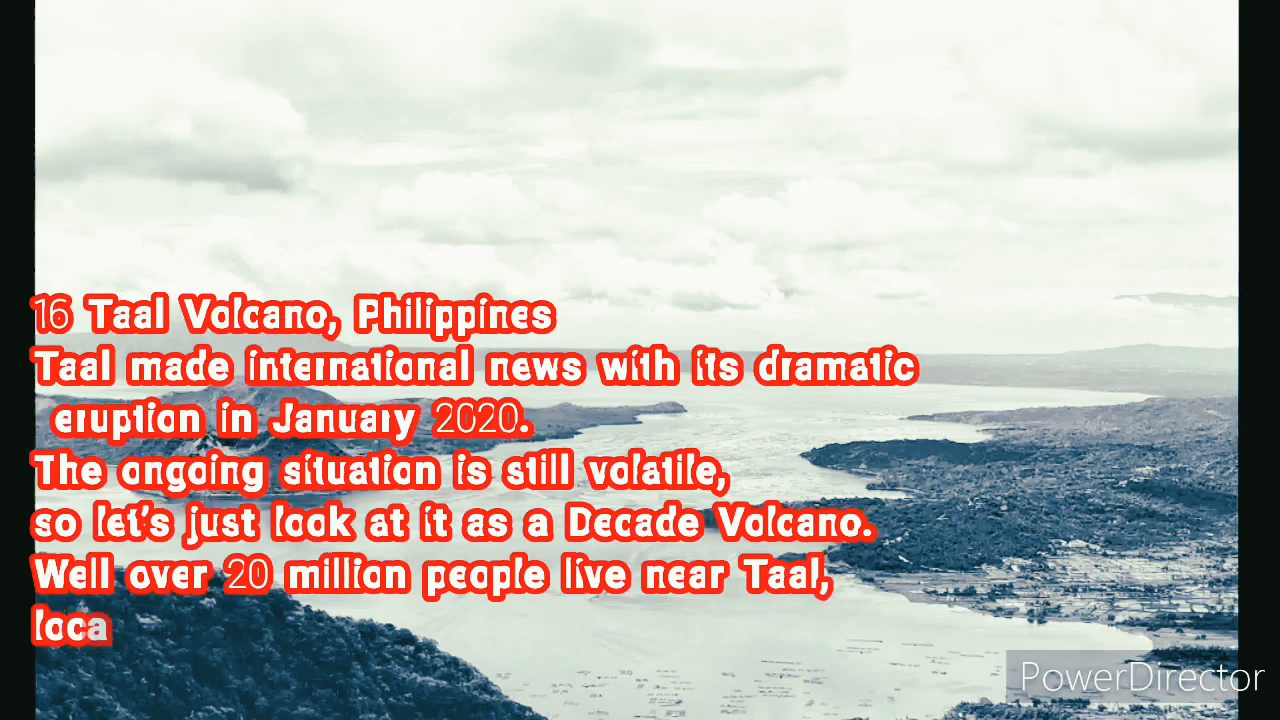 16 Taal Volcano, Philippines
Taal made international news with its dramatic
eruption in January 2020.
The ongoing situation is still volatile,
so let's just look at it as a Decade Volcano.
Well over 20 million people live near Taal,
loca
PowerDirector